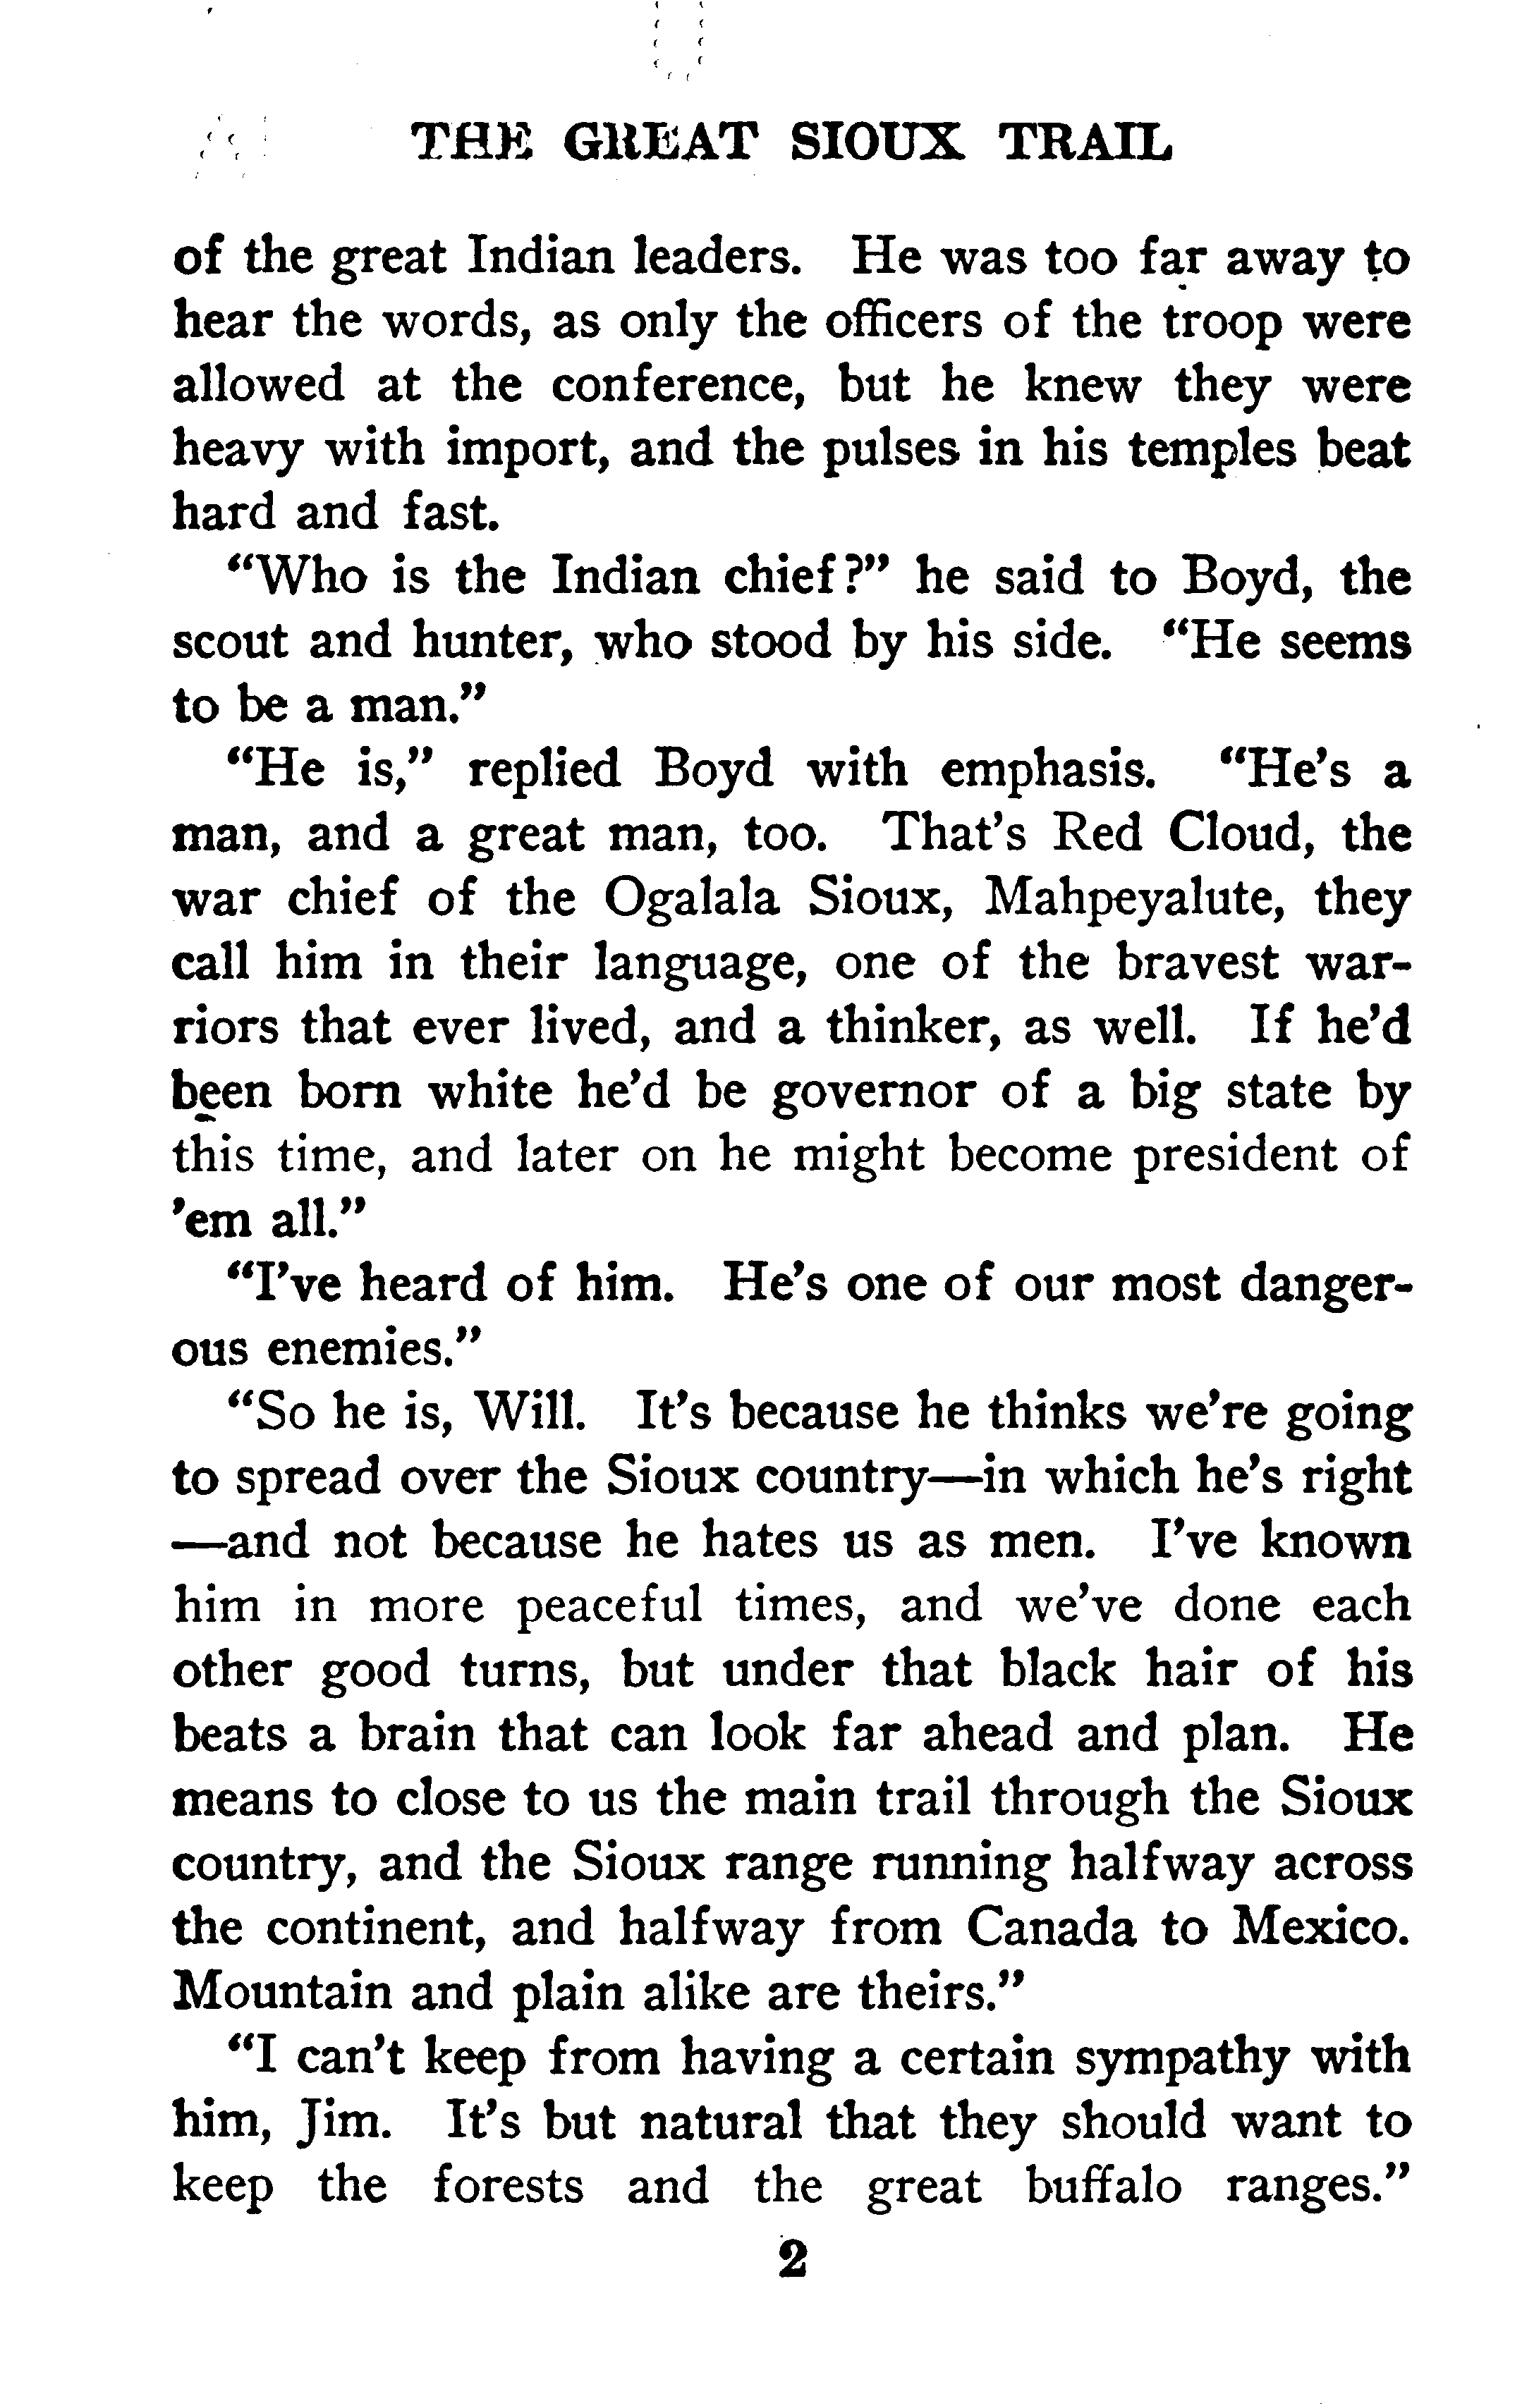 THE GREAT SIOUX TRAIL
of the great Indian leaders. He was too far away to
hear the words, as only the officers of the troop were
allowed at the conference, but he knew they were
heavy with import, and the pulses in his temples beat
hard and fast.
"Who is the Indian chief?" he said to Boyd, the
scout and hunter, who stood by his side. "He seems
to be a man."
"He is," replied Boyd with emphasis. "He's a
man, and a great man, too. That's Red Cloud, the
war chief of the Ogalala Sioux, Mahpeyalute, they
call him in their language, one of the bravest war-
riors that ever lived, and a thinker, as well. If he'd
been born white he'd be governor of a big state by
this time, and later on he might become president of
'em all."
"I've heard of him. He's one of our most danger-
ous enemies."
"So he is, Will. It's because he thinks we're going
to spread over the Sioux country—in which he's right
—and not because he hates us as men. I've known
him in more peaceful times, and we've done each
other good turns, but under that black hair of his
beats a brain that can look far ahead and plan. He
means to close to us the main trail through the Sioux
country, and the Sioux range running halfway across
the continent, and halfway from Canada to Mexico.
Mountain and plain alike are theirs."
"I can't keep from having a certain sympathy with
him, Jim. It's but natural that they should want to
keep the forests and the great buffalo ranges."
2